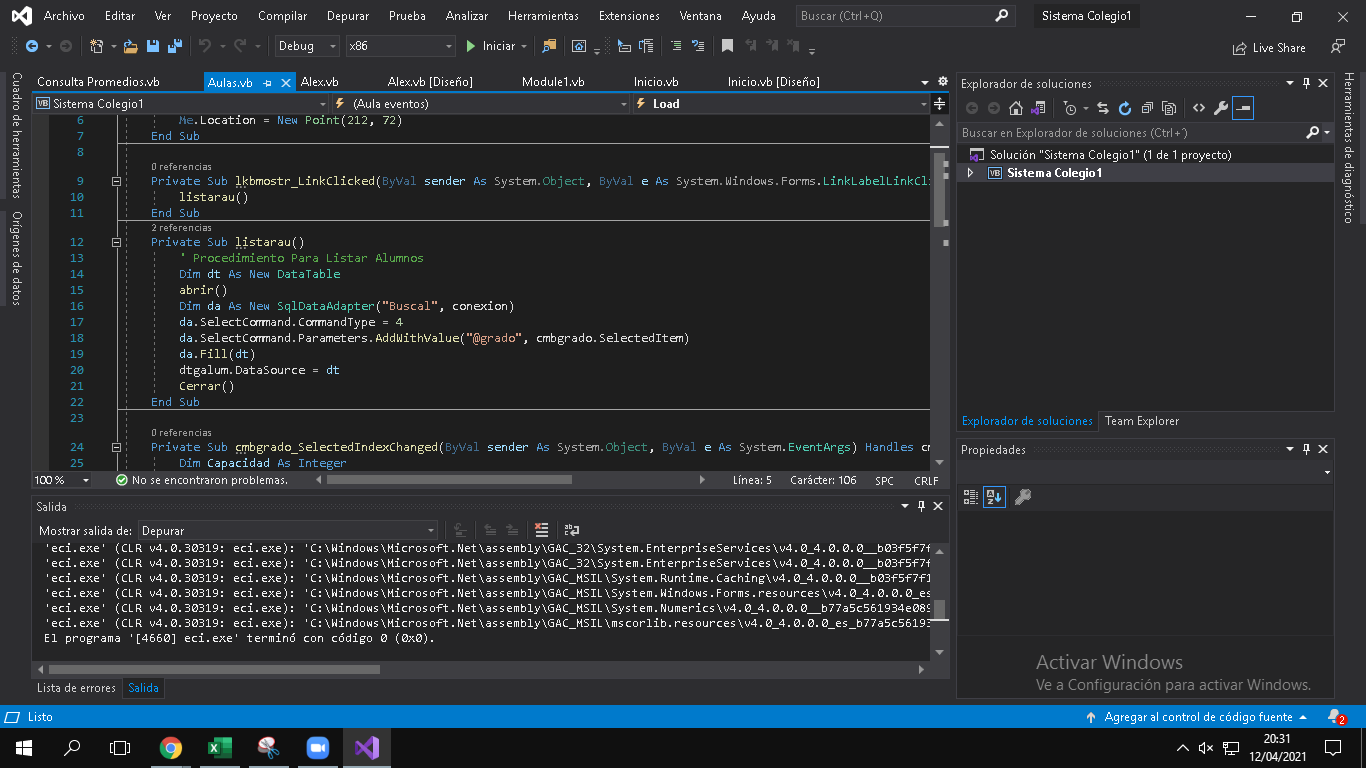 Archivo Editar Ver Proyecto Compilar Depurar Prueba Analizar Herramientas Extensiones Ventana Ayuda Buscar (Ctrl+Q) Sistema Colegio1
Debug x86 Iniciar Live Share
Cuadro de herramientas
Orígenes de datos
Consulta Promedios.vb Aulas.vb Alex.vb Alex.vb [Diseño] Module1.vb Inicio.vb Inicio.vb [Diseño]
Sistema Colegio1 (Aula eventos) Load
6 Me.Location = New Point(212, 72)
7 End Sub
8
0 referencias
9 Private Sub lkbmostr_LinkClicked(ByVal sender As System.Object, ByVal e As System.Windows.Forms.LinkLabelLinkCli
10 listarau()
11 End Sub
2 referencias
12 Private Sub listarau()
13 ' Procedimiento Para Listar Alumnos
14 Dim dt As New DataTable
15 abrir()
16 Dim da As New SqlDataAdapter("Buscal", conexion)
17 da.SelectCommand.CommandType = 4
18 da.SelectCommand.Parameters.AddWithValue("@grado", cmbgrado.SelectedItem)
19 da.Fill(dt)
20 dtgalum.DataSource = dt
21 Cerrar()
22 End Sub
23
0 referencias
24 Private Sub cmbgrado_SelectedIndexChanged(ByVal sender As System.Object, ByVal e As System.EventArgs) Handles cm
25 Dim Capacidad As Integer
100 % No se encontraron problemas. Línea: 5 Carácter: 106 SPC CRLF
Salida
Mostrar salida de: Depurar
'eci.exe' (CLR v4.0.30319: eci.exe): 'C:\Windows\Microsoft.Net\assembly\GAC_32\System.EnterpriseServices\v4.0_4.0.0.0__b03f5f7f
'eci.exe' (CLR v4.0.30319: eci.exe): 'C:\Windows\Microsoft.Net\assembly\GAC_32\System.EnterpriseServices\v4.0_4.0.0.0__b03f5f7f
'eci.exe' (CLR v4.0.30319: eci.exe): 'C:\Windows\Microsoft.Net\assembly\GAC_MSIL\System.Runtime.Caching\v4.0_4.0.0.0__b03f5f7f1
'eci.exe' (CLR v4.0.30319: eci.exe): 'C:\Windows\Microsoft.Net\assembly\GAC_MSIL\System.Windows.Forms.resources\v4.0_4.0.0.0_es
'eci.exe' (CLR v4.0.30319: eci.exe): 'C:\Windows\Microsoft.Net\assembly\GAC_MSIL\System.Numerics\v4.0_4.0.0.0__b77a5c561934e089
'eci.exe' (CLR v4.0.30319: eci.exe): 'C:\Windows\Microsoft.Net\assembly\GAC_MSIL\mscorlib.resources\v4.0_4.0.0.0_es_b77a5c56193
El programa '[4660] eci.exe' terminó con código 0 (0x0).
Lista de errores Salida
Explorador de soluciones
Buscar en Explorador de soluciones (Ctrl+')
Solución "Sistema Colegio1" (1 de 1 proyecto)
VB Sistema Colegio1
Explorador de soluciones Team Explorer
Propiedades
Herramientas de diagnóstico
Activar Windows
Ve a Configuración para activar Windows.
Listo Agregar al control de código fuente 2
20:31
12/04/2021